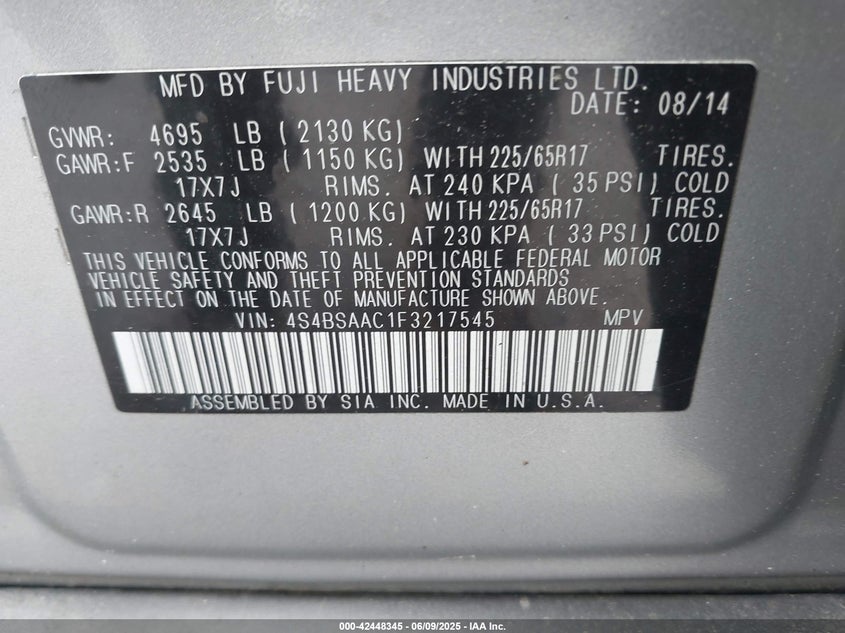 MFD BY FUJI HEAVY INDUSTRIES LTD.
DATE: 08/14
GVWR: 4695 LB ( 2130 KG)
GAWR:F 2535 LB ( 1150 KG) WITH 225/65R17 TIRES.
17X7J RIMS. AT 240 KPA ( 35 PSI) COLD
GAWR:R 2645 LB ( 1200 KG) WITH 225/65R17 TIRES.
17X7J RIMS. AT 230 KPA ( 33 PSI) COLD
THIS VEHICLE CONFORMS TO ALL APPLICABLE FEDERAL MOTOR
VEHICLE SAFETY AND THEFT PREVENTION STANDARDS
IN EFFECT ON THE DATE OF MANUFACTURE SHOWN ABOVE.
VIN: 4S4BSAAC1F3217545 MPV
ASSEMBLED BY SIA INC. MADE IN U.S.A.
000-42448345 - 06/09/2025 - IAA Inc.